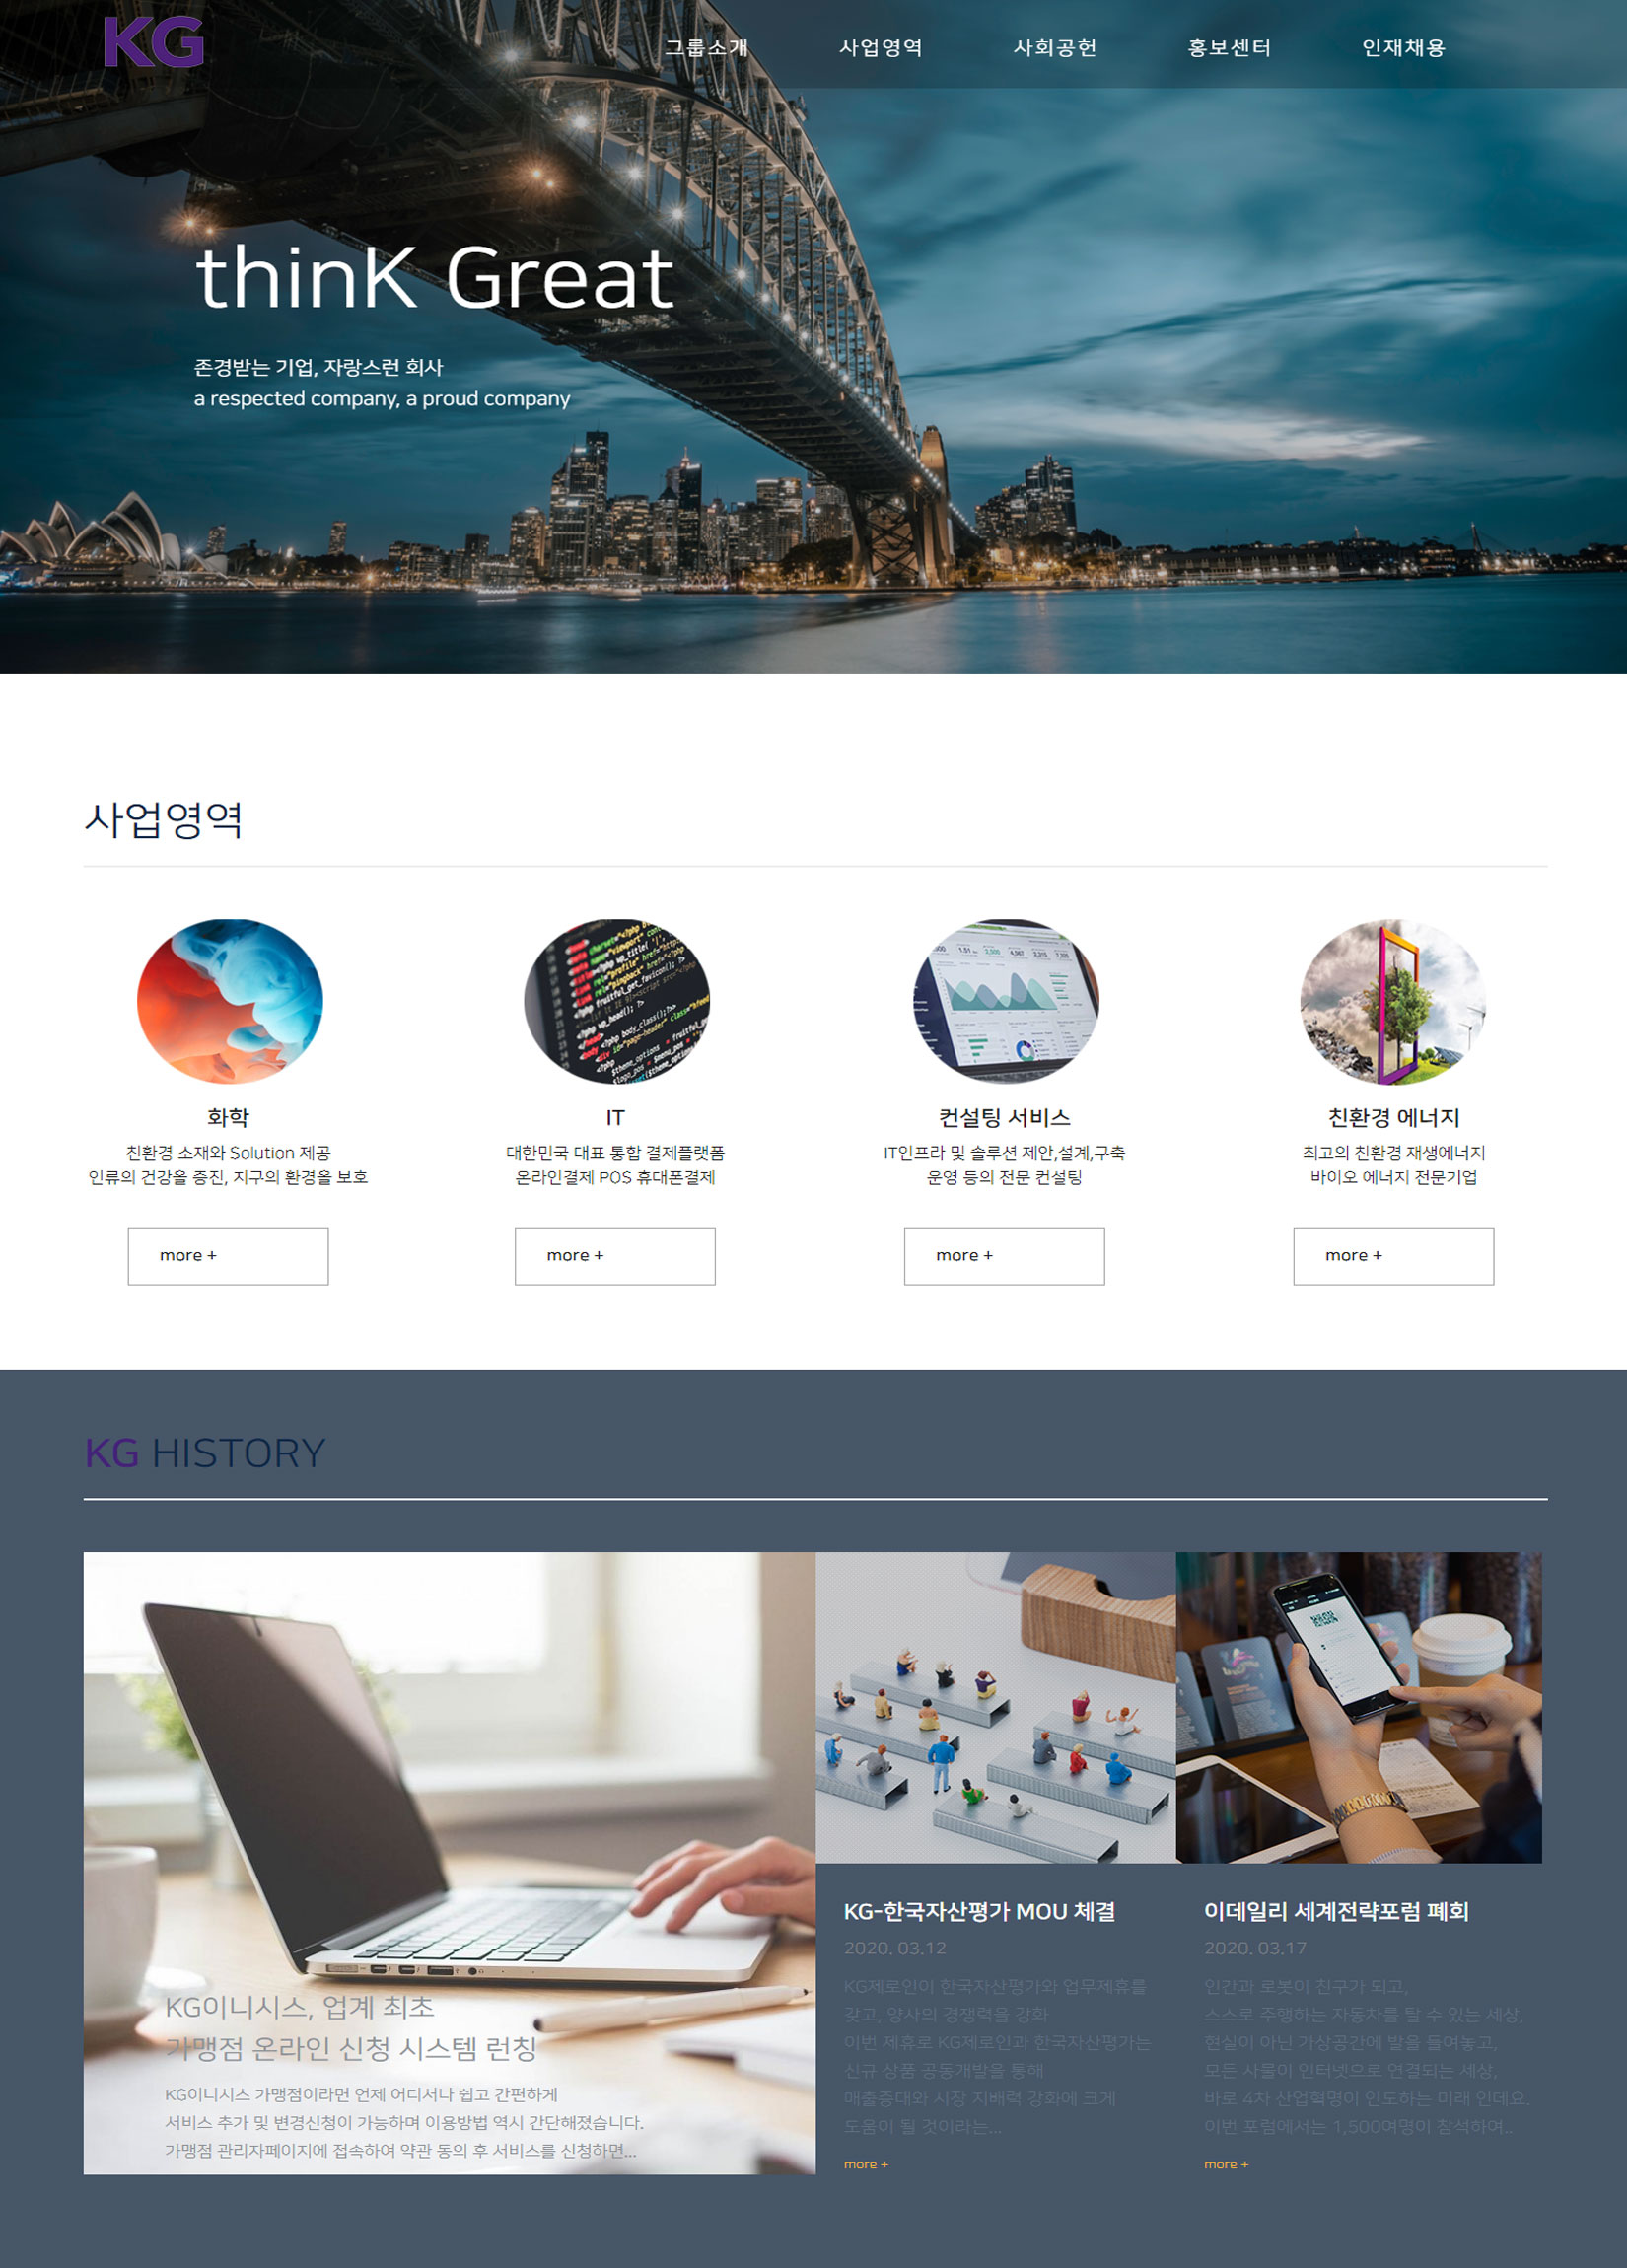 KG
그룹소개
사업영역
사회공헌
홍보센터
인재채용
thinK Great
존경받는 기업, 자랑스런 회사
a respected company, a proud company
사업영역
화학
친환경 소재와 Solution 제공
인류의 건강을 증진, 지구의 환경을 보호
more +
IT
대한민국 대표 통합 결제플랫폼
온라인결제 POS 휴대폰결제
more +
컨설팅 서비스
IT인프라 및 솔루션 제안,설계,구축
운영 등의 전문 컨설팅
more +
친환경 에너지
최고의 친환경 재생에너지
바이오 에너지 전문기업
more +
KG HISTORY
KG이니시스, 업계 최초
가맹점 온라인 신청 시스템 런칭
KG이니시스 가맹점이라면 언제 어디서나 쉽고 간편하게
서비스 추가 및 변경신청이 가능하며 이용방법 역시 간단해졌습니다.
가맹점 관리자페이지에 접속하여 약관 동의 후 서비스를 신청하면...
KG-한국자산평가 MOU 체결
2020. 03.12
KG제로인이 한국자산평가와 업무제휴를
갖고, 양사의 경쟁력을 강화
이번 제휴로 KG제로인과 한국자산평가는
신규 상품 공동개발을 통해
매출증대와 시장 지배력 강화에 크게
도움이 될 것이라는...
more +
이데일리 세계전략포럼 폐회
2020. 03.17
인간과 로봇이 친구가 되고,
스스로 주행하는 자동차를 탈 수 있는 세상,
현실이 아닌 가상공간에 발을 들여놓고,
모든 사물이 인터넷으로 연결되는 세상,
바로 4차 산업혁명이 인도하는 미래 인데요.
이번 포럼에서는 1,500여명이 참석하여..
more +